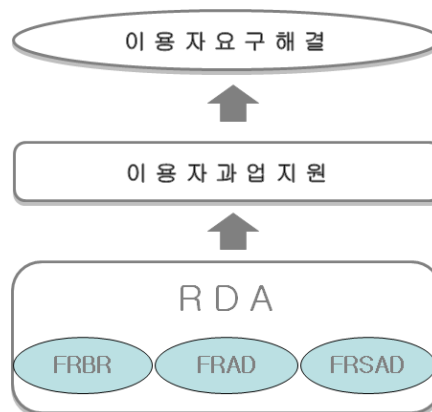 이 용 자 요 구 해 결
이 용 자 과 업 지 원
R D A
FRBR FRAD FRSAD